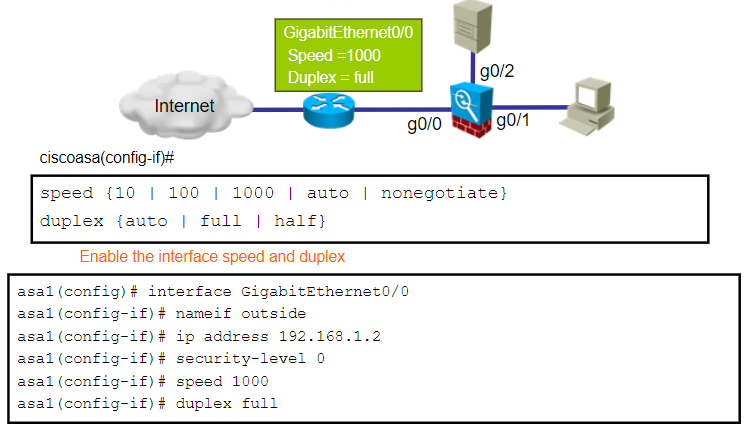 GigabitEthernet0/0
Speed =1000
Duplex = full
Internet
g0/2
g0/0
g0/1
ciscoasa(config-if)#
speed {10 | 100 | 1000 | auto | nonegotiate}
duplex {auto | full | half}
Enable the interface speed and duplex
asa1(config)# interface GigabitEthernet0/0
asa1(config-if)# nameif outside
asa1(config-if)# ip address 192.168.1.2
asa1(config-if)# security-level 0
asa1(config-if)# speed 1000
asa1(config-if)# duplex full